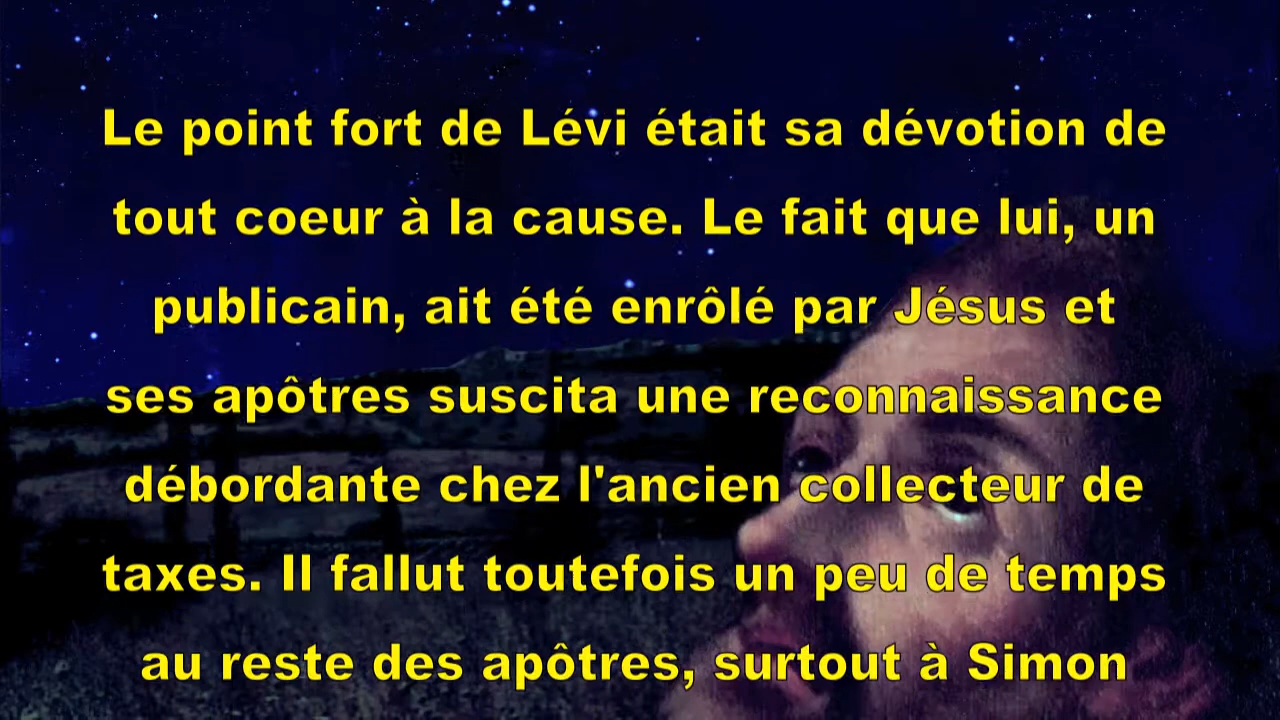 Le point fort de Lévi était sa dévotion de
tout coeur à la cause. Le fait que lui, un
publicain, ait été enrôlé par Jésus et
ses apôtres suscita une reconnaissance
débordante chez l'ancien collecteur de
taxes. Il fallut toutefois un peu de temps
au reste des apôtres, surtout à Simon